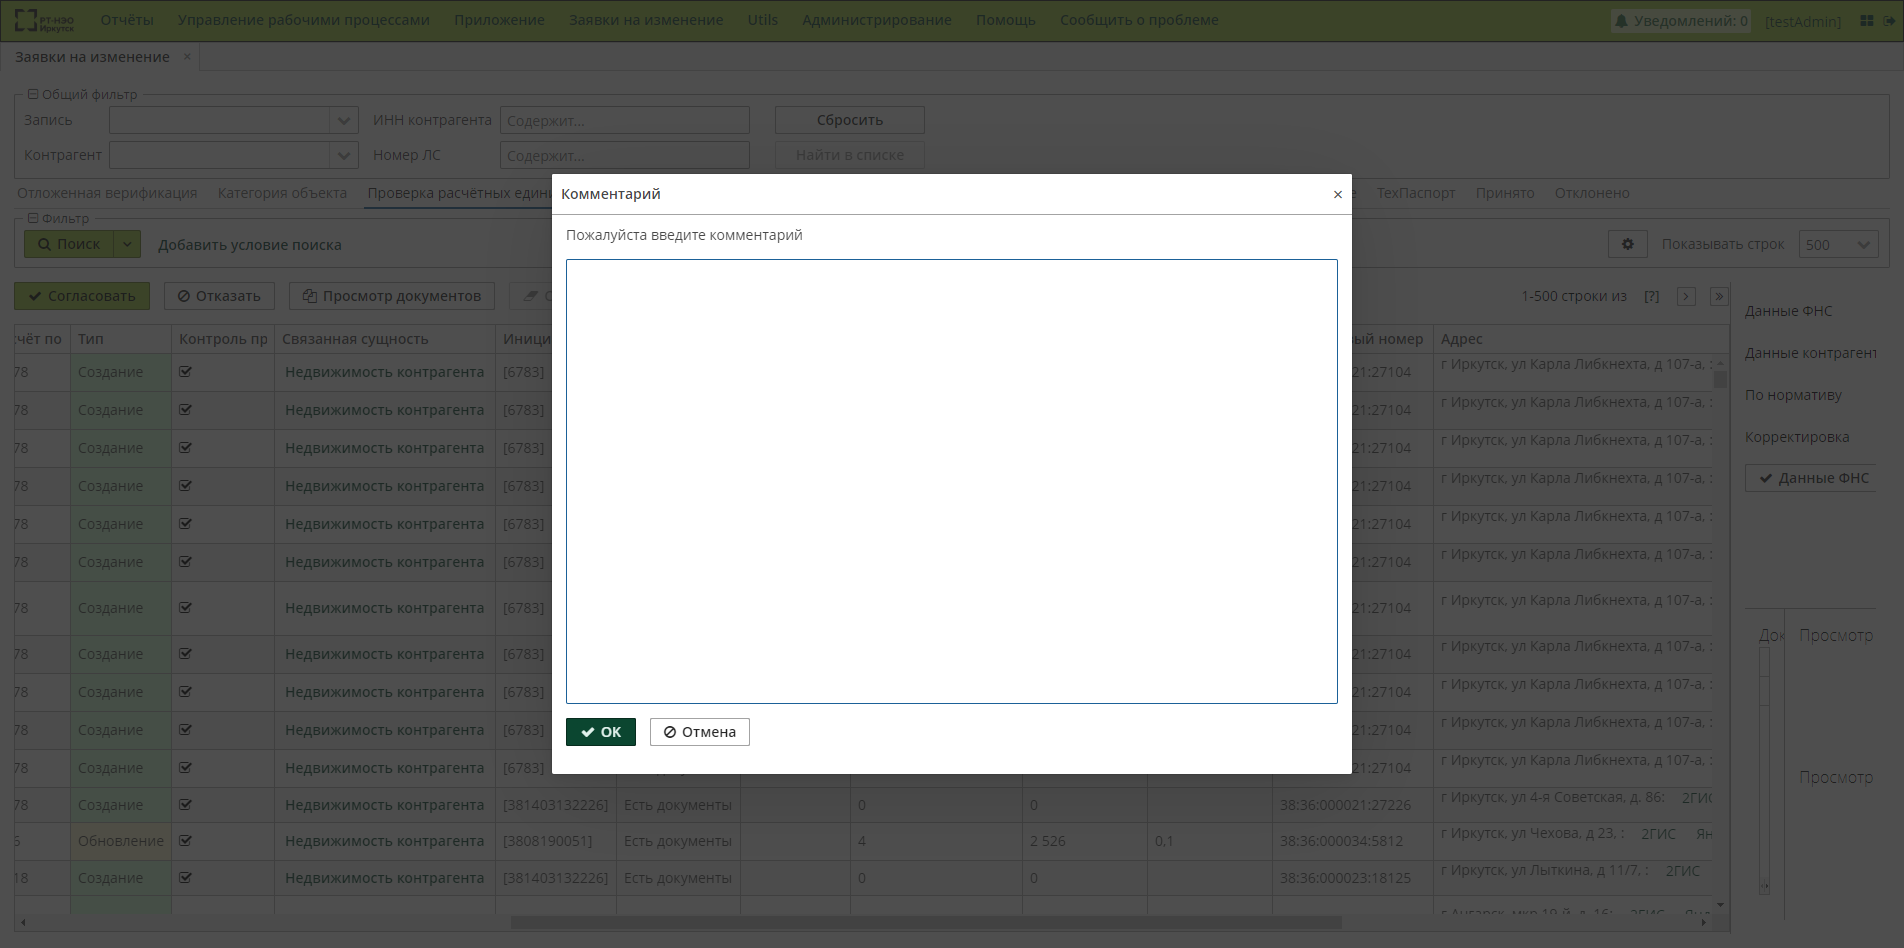 РТ-НЭО Иркутск
Отчёты Управление рабочими процессами Приложение Заявки на изменение Utils Администрирование Помощь Сообщить о проблеме Уведомлений: 0 [testAdmin]
Заявки на изменение ×
Общий фильтр
Запись ИНН контрагента Содержит... Сбросить
Контрагент Номер ЛС Содержит... Найти в списке
Отложенная верификация Категория объекта Проверка расчётных един ТехПаспорт Принято Отклонено
Фильтр
Поиск Добавить условие поиска Показывать строк 500
Согласовать Отказать Просмотр документов 1-500 строки из [?]
Комментарий ×
Пожалуйста введите комментарий
OK Отмена
чёт по Тип Контроль пр Связанная сущность Иници ый номер Адрес
78 Создание Недвижимость контрагента [6783] 21:27104 г Иркутск, ул Карла Либкнехта, д 107-а, :
78 Создание Недвижимость контрагента [6783] 21:27104 г Иркутск, ул Карла Либкнехта, д 107-а, :
78 Создание Недвижимость контрагента [6783] 21:27104 г Иркутск, ул Карла Либкнехта, д 107-а, :
78 Создание Недвижимость контрагента [6783] 21:27104 г Иркутск, ул Карла Либкнехта, д 107-а, :
78 Создание Недвижимость контрагента [6783] 21:27104 г Иркутск, ул Карла Либкнехта, д 107-а, :
78 Создание Недвижимость контрагента [6783] 21:27104 г Иркутск, ул Карла Либкнехта, д 107-а, :
78 Создание Недвижимость контрагента [6783] 21:27104 г Иркутск, ул Карла Либкнехта, д 107-а, :
78 Создание Недвижимость контрагента [6783] 21:27104 г Иркутск, ул Карла Либкнехта, д 107-а, :
78 Создание Недвижимость контрагента [6783] 21:27104 г Иркутск, ул Карла Либкнехта, д 107-а, :
78 Создание Недвижимость контрагента [6783] 21:27104 г Иркутск, ул Карла Либкнехта, д 107-а, :
78 Создание Недвижимость контрагента [6783] 21:27104 г Иркутск, ул Карла Либкнехта, д 107-а, :
78 Создание Недвижимость контрагента [381403132226] Есть документы 0 0 38:36:000021:27226 г Иркутск, ул 4-я Советская, д. 86: 2ГИС
5 Обновление Недвижимость контрагента [3808190051] Есть документы 4 2 526 0,1 38:36:000034:5812 г Иркутск, ул Чехова, д 23, : 2ГИС Ян
18 Создание Недвижимость контрагента [381403132226] Есть документы 0 0 38:36:000023:18125 г Иркутск, ул Лыткина, д 11/7, : 2ГИС
Данные ФНС
Данные контрагент
По нормативу
Корректировка
Данные ФНС
Док Просмотр
Просмотр